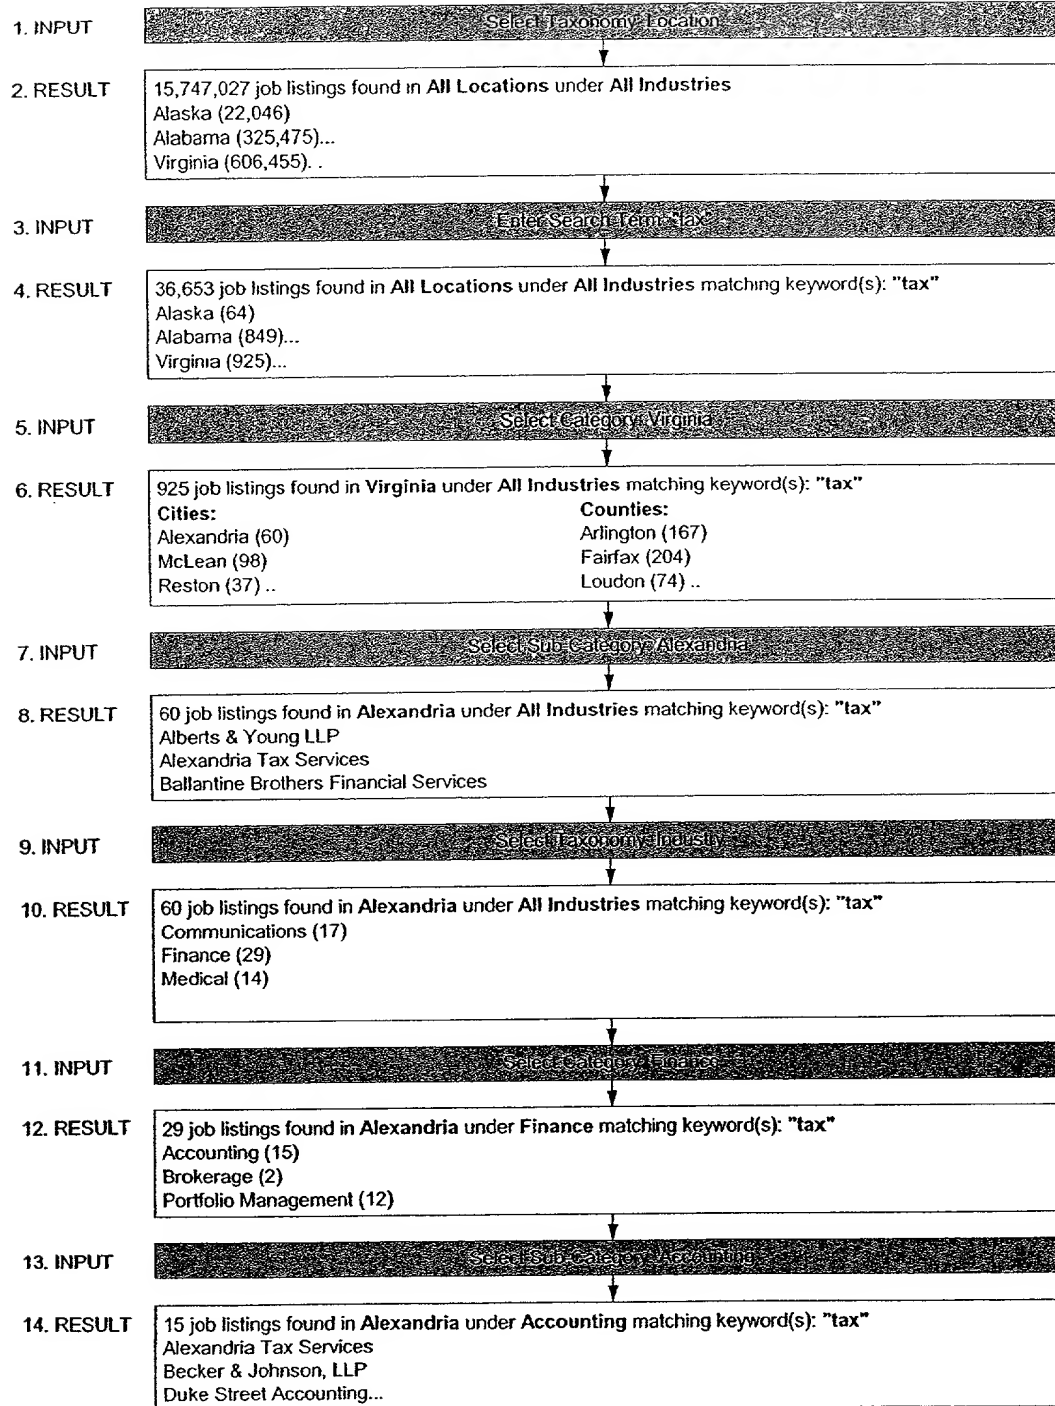 1. INPUT Select Taxonomy: Location
2. RESULT 15,747,027 job listings found in All Locations under All Industries
Alaska (22,046)
Alabama (325,475)...
Virginia (606,455). .
3. INPUT Enter Search Term: "tax"
4. RESULT 36,653 job listings found in All Locations under All Industries matching keyword(s): "tax"
Alaska (64)
Alabama (849)...
Virginia (925)...
5. INPUT Select Category: Virginia
6. RESULT 925 job listings found in Virginia under All Industries matching keyword(s): "tax"
Cities: Counties:
Alexandria (60) Arlington (167)
McLean (98) Fairfax (204)
Reston (37) .. Loudon (74) ..
7. INPUT Select Sub-Category: Alexandria
8. RESULT 60 job listings found in Alexandria under All Industries matching keyword(s): "tax"
Alberts & Young LLP
Alexandria Tax Services
Ballantine Brothers Financial Services
9. INPUT Select Taxonomy: Industry
10. RESULT 60 job listings found in Alexandria under All Industries matching keyword(s): "tax"
Communications (17)
Finance (29)
Medical (14)
11. INPUT Select Category: Finance
12. RESULT 29 job listings found in Alexandria under Finance matching keyword(s): "tax"
Accounting (15)
Brokerage (2)
Portfolio Management (12)
13. INPUT Select Sub-Category: Accounting
14. RESULT 15 job listings found in Alexandria under Accounting matching keyword(s): "tax"
Alexandria Tax Services
Becker & Johnson, LLP
Duke Street Accounting...